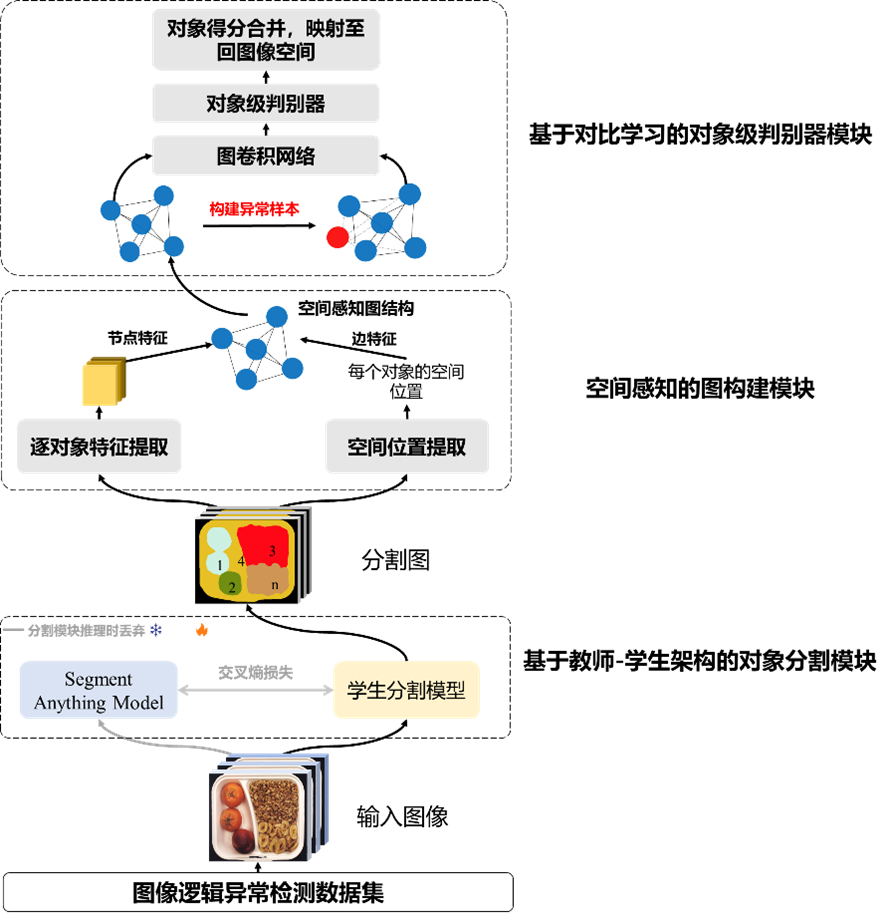 对象得分合并，映射至
回图像空间
对象级判别器
图卷积网络
基于对比学习的对象级判别器模块
构建异常样本
空间感知图结构
节点特征
边特征
每个对象的空间
位置
空间感知的图构建模块
逐对象特征提取
空间位置提取
1
2
3
4
n
分割图
分割模块推理时丢弃
基于教师-学生架构的对象分割模块
Segment
Anything Model
交叉熵损失
学生分割模型
输入图像
图像逻辑异常检测数据集